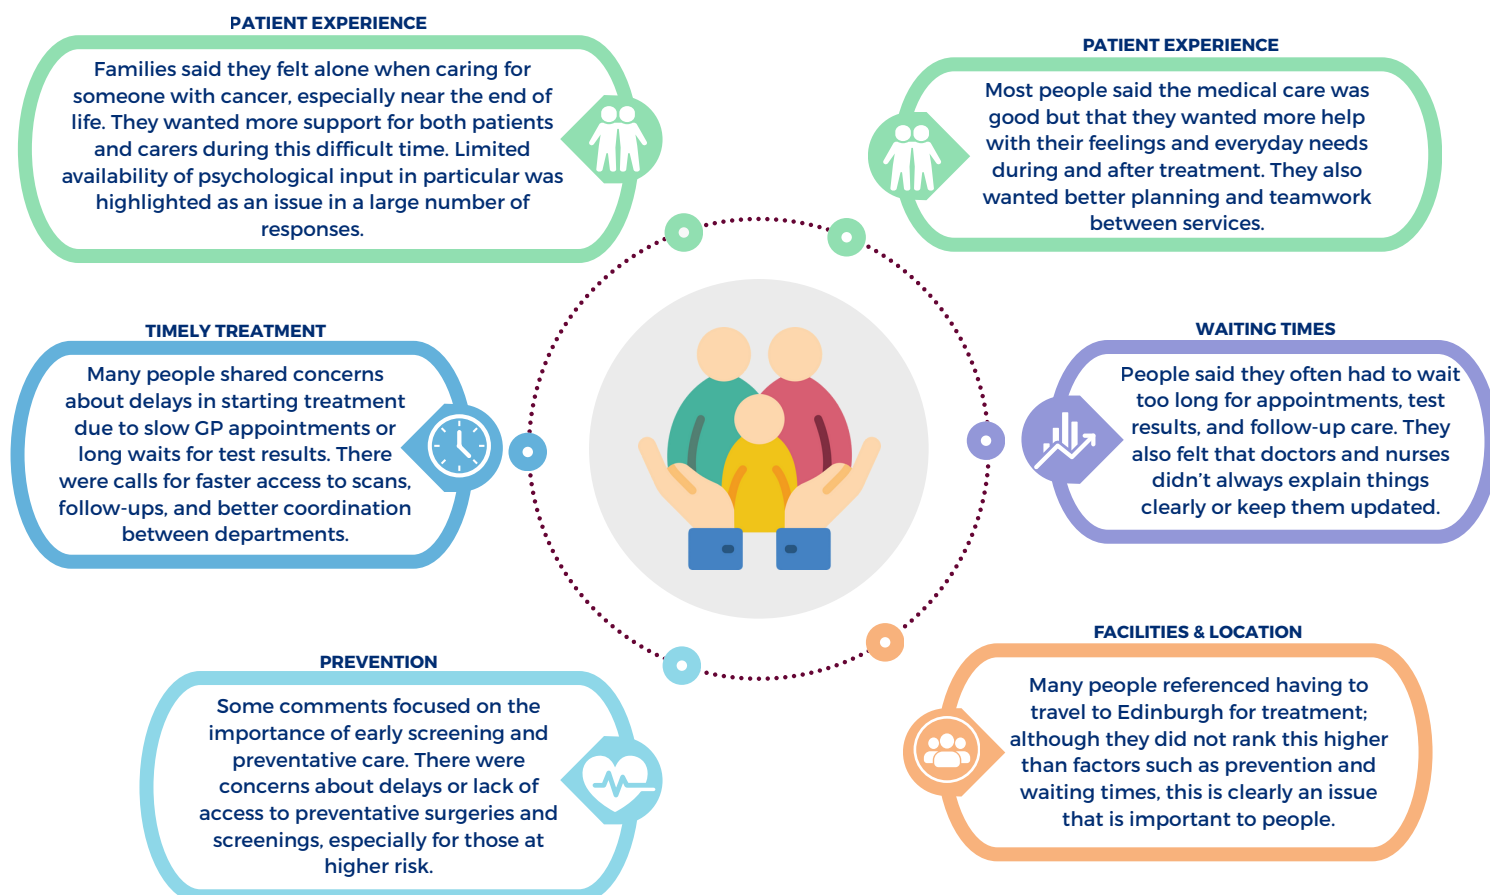 PATIENT EXPERIENCE
Families said they felt alone when caring for
someone with cancer, especially near the end of
life. They wanted more support for both patients
and carers during this difficult time. Limited
availability of psychological input in particular was
highlighted as an issue in a large number of
responses.
PATIENT EXPERIENCE
Most people said the medical care was
good but that they wanted more help
with their feelings and everyday needs
during and after treatment. They also
wanted better planning and teamwork
between services.
TIMELY TREATMENT
Many people shared concerns
about delays in starting treatment
due to slow GP appointments or
long waits for test results. There
were calls for faster access to scans,
follow-ups, and better coordination
between departments.
WAITING TIMES
People said they often had to wait
too long for appointments, test
results, and follow-up care. They
also felt that doctors and nurses
didn’t always explain things
clearly or keep them updated.
PREVENTION
Some comments focused on the
importance of early screening and
preventative care. There were
concerns about delays or lack of
access to preventative surgeries and
screenings, especially for those at
higher risk.
FACILITIES & LOCATION
Many people referenced having to
travel to Edinburgh for treatment;
although they did not rank this higher
than factors such as prevention and
waiting times, this is clearly an issue
that is important to people.